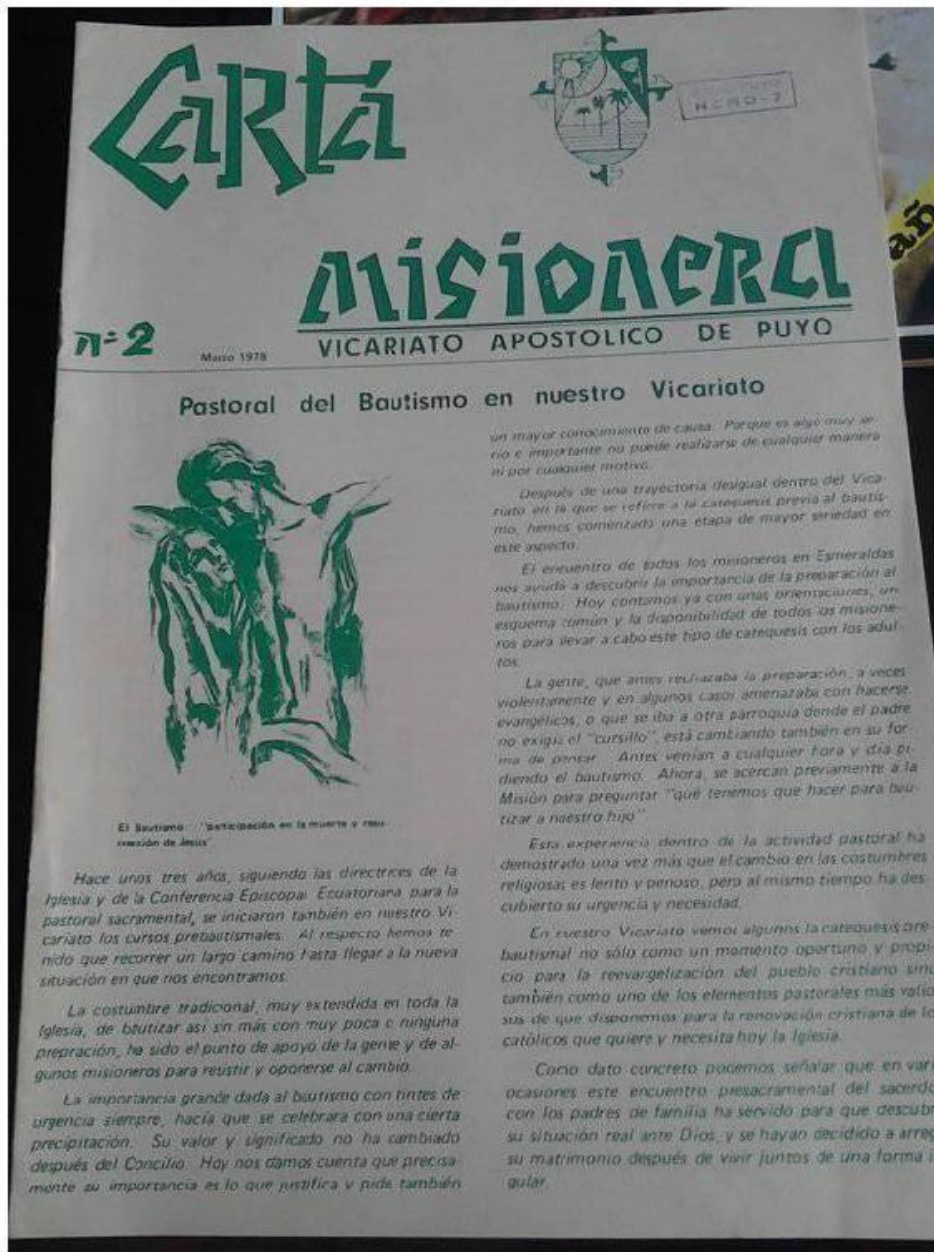 CARTA
HCRO-7
misionera
VICARIATO APOSTOLICO DE PUYO
nº 2
Marzo 1978
Pastoral del Bautismo en nuestro Vicariato
El Bautismo: "participación en la muerte y resu-
rrección de Jesús".
Hace unos tres años, siguiendo las directrices de la
Iglesia y de la Conferencia Episcopal Ecuatoriana para la
pastoral sacramental, se iniciaron también en nuestro Vi-
cariato los cursos prebautismales. Al respecto hemos te-
nido que recorrer un largo camino hasta llegar a la nueva
situación en que nos encontramos.
La costumbre tradicional, muy extendida en toda la
Iglesia, de bautizar así sin más con muy poca o ninguna
prepración, ha sido el punto de apoyo de la gente y de al-
gunos misioneros para resistir y oponerse al cambio.
La importancia grande dada al bautismo con tintes de
urgencia siempre, hacía que se celebrara con una cierta
precipitación. Su valor y significado no ha cambiado
después del Concilio. Hoy nos damos cuenta que precisa-
mente su importancia es lo que justifica y pide también
un mayor conocimiento de causa. Porque es algo muy se-
rio e importante no puede realizarse de cualquier manera
ni por cualquier motivo.
Después de una trayectoria desigual dentro del Vica-
riato en la que se refiere a la catequesis previa al bautis-
mo, hemos comenzado una etapa de mayor seriedad en
este aspecto.
El encuentro de todos los misioneros en Esmeraldas
nos ayudó a descubrir la importancia de la preparación al
bautismo. Hoy contamos ya con unas orientaciones, un
esquema común y la disponibilidad de todos los misione-
ros para llevar a cabo este tipo de catequesis con los adul-
tos.
La gente, que antes rechazaba la preparación, a veces
violentamente y en algunos casos amenazaba con hacerse
evangélicos, o que se iba a otra parroquia donde el padre
no exigía el "cursillo", está cambiando también en su for-
ma de pensar. Antes venían a cualquier hora y día pi-
diendo el bautismo. Ahora, se acercan previamente a la
Misión para preguntar "qué tenemos que hacer para bau-
tizar a nuestro hijo"
Esta experiencia dentro de la actividad pastoral ha
demostrado una vez más que el cambio en las costumbres
religiosas es lento y penoso, pero al mismo tiempo ha des-
cubierto su urgencia y necesidad.
En nuestro Vicariato vemos algunos la catequesis pre-
bautismal no sólo como un momento oportuno y propi-
cio para la reevangelización del pueblo cristiano sino
también como uno de los elementos pastorales más valio
sos de que disponemos para la renovación cristiana de lo
católicos que quiere y necesita hoy la Iglesia.
Como dato concreto podemos señalar que en vari
ocasiones este encuentro presacramental del sacerdo
con los padres de familia ha servido para que descubr
su situación real ante Dios, y se hayan decidido a arreg
su matrimonio después de vivir juntos de una forma i
gular.